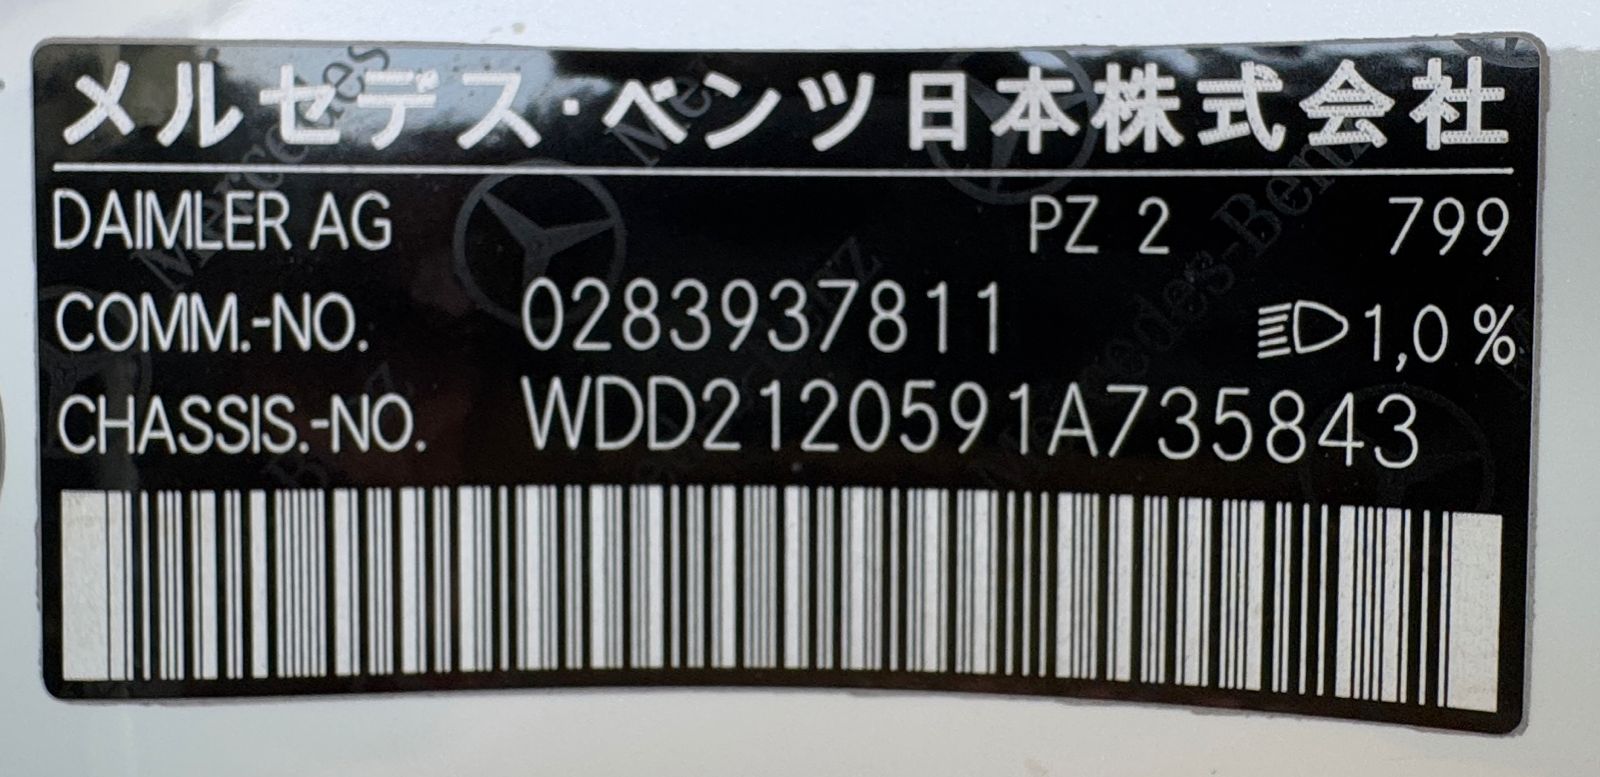 メルセデス・ベンツ日本株式会社
DAIMLER AG PZ 2 799
COMM.-NO. 0283937811 1,0 %
CHASSIS.-NO. WDD2120591A735843